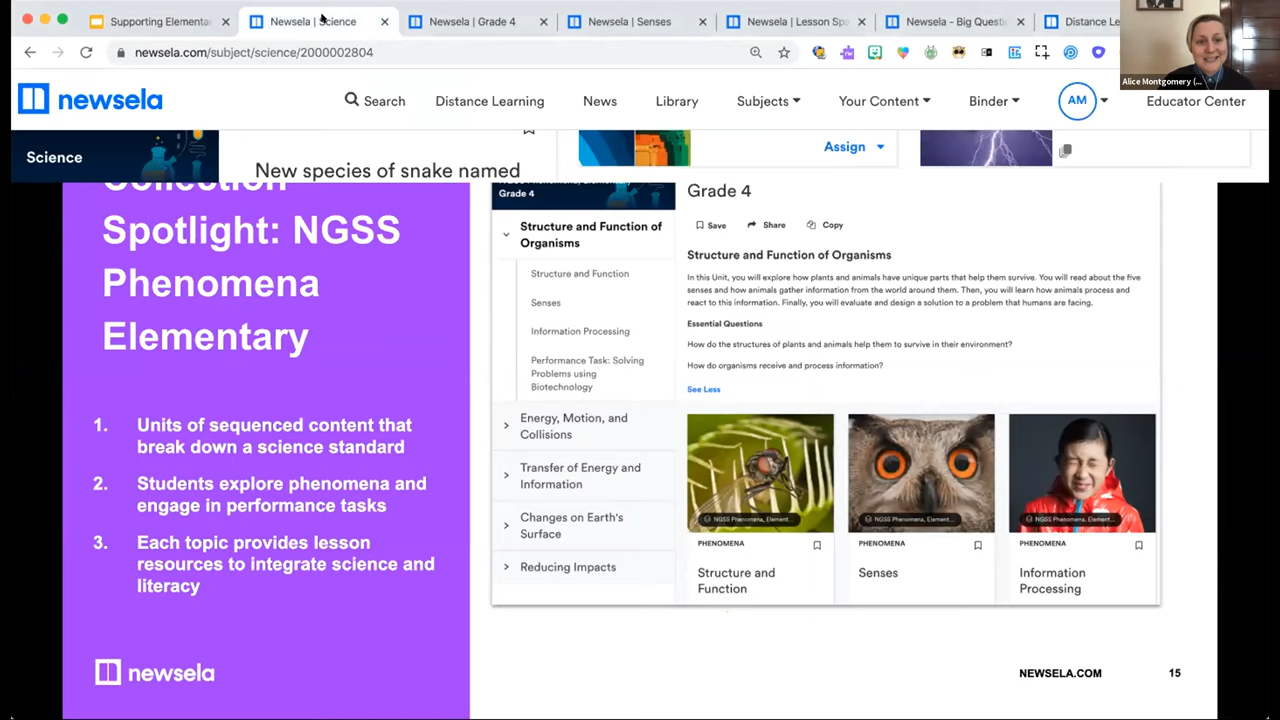 Supporting Elementa
Newsela | Science
Newsela | Grade 4
Newsela | Senses
Newsela | Lesson Spa
Newsela - Big Questi
Distance Le
newsela.com/subject/science/2000002804
Alice Montgomery (...
newsela
Search
Distance Learning
News
Library
Subjects
Your Content
Binder
AM
Educator Center
Science
New species of snake named
Assign
Collection
Spotlight: NGSS
Phenomena
Elementary
1. Units of sequenced content that
break down a science standard
2. Students explore phenomena and
engage in performance tasks
3. Each topic provides lesson
resources to integrate science and
literacy
newsela
Grade 4
Structure and Function of
Organisms
Structure and Function
Senses
Information Processing
Performance Task: Solving
Problems using
Biotechnology
Energy, Motion, and
Collisions
Transfer of Energy and
Information
Changes on Earth's
Surface
Reducing Impacts
Grade 4
Save
Share
Copy
Structure and Function of Organisms
In this Unit, you will explore how plants and animals have unique parts that help them survive. You will read about the five
senses and how animals gather information from the world around them. Then, you will learn how animals process and
react to this information. Finally, you will evaluate and design a solution to a problem that humans are facing.
Essential Questions
How do the structures of plants and animals help them to survive in their environment?
How do organisms receive and process information?
See Less
NGSS Phenomena, Element...
PHENOMENA
Structure and
Function
NGSS Phenomena, Element...
PHENOMENA
Senses
NGSS Phenomena, Element...
PHENOMENA
Information
Processing
NEWSELA.COM
15